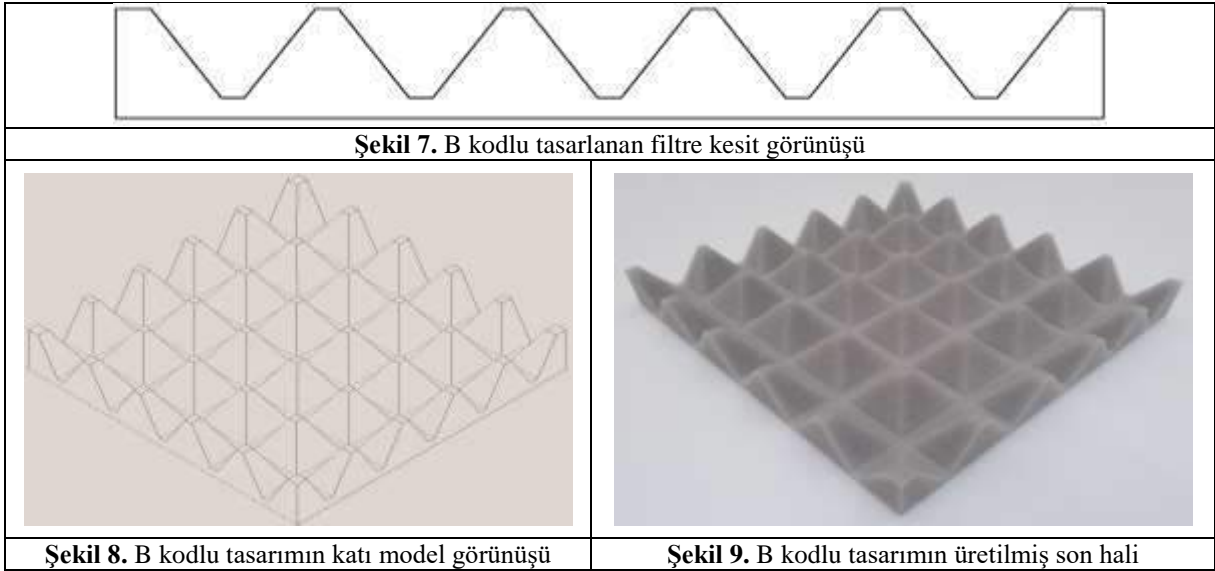 Şekil 7. B kodlu tasarlanan filtre kesit görünüşü
Şekil 8. B kodlu tasarımın katı model görünüşü
Şekil 9. B kodlu tasarımın üretilmiş son hali